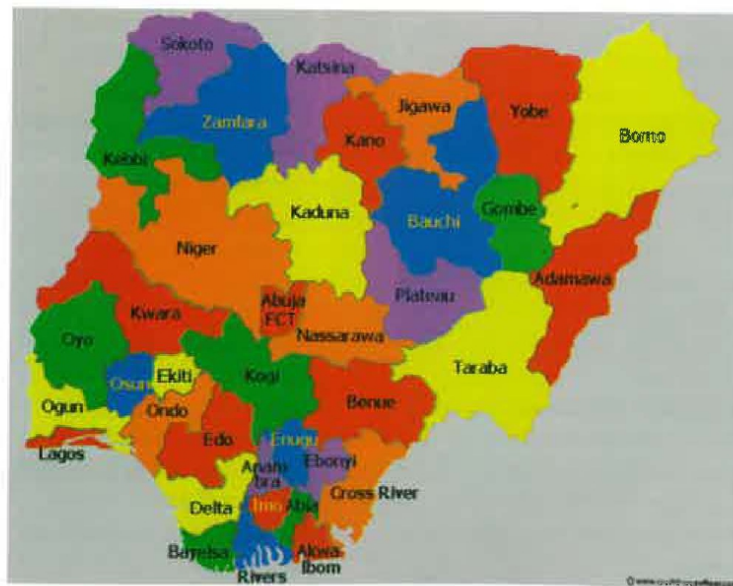 Sokoto
Katsina
Zamfara
Jigawa
Kano
Yobe
Borno
Kebbi
Kaduna
Bauchi
Gombe
Niger
Adamawa
Plateau
Abuja
FCT
Kwara
Nassarawa
Oyo
Taraba
Osun
Ekiti
Kogi
Benue
Ogun
Ondo
Edo
Enugu
Lagos
Anam
bra
Ebonyi
Cross River
Delta
Imo
Abia
Bayelsa
Akwa
Ibom
Rivers